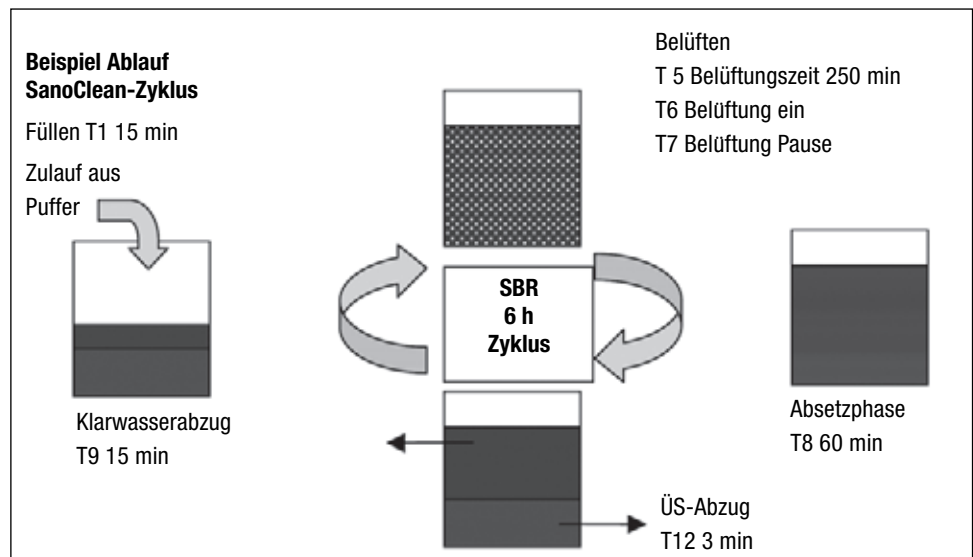 Beispiel Ablauf
SanoClean-Zyklus
Füllen T1 15 min
Zulauf aus
Puffer
Belüften
T 5 Belüftungszeit 250 min
T6 Belüftung ein
T7 Belüftung Pause
SBR
6 h
Zyklus
Absetzphase
T8 60 min
Klarwasserabzug
T9 15 min
ÜS-Abzug
T12 3 min